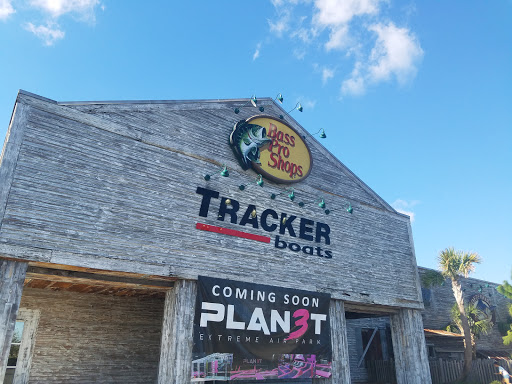 Bass
Pro
Shops
TRACKER
boats
COMING SOON
PLAN3T
EXTREME AIR PARK